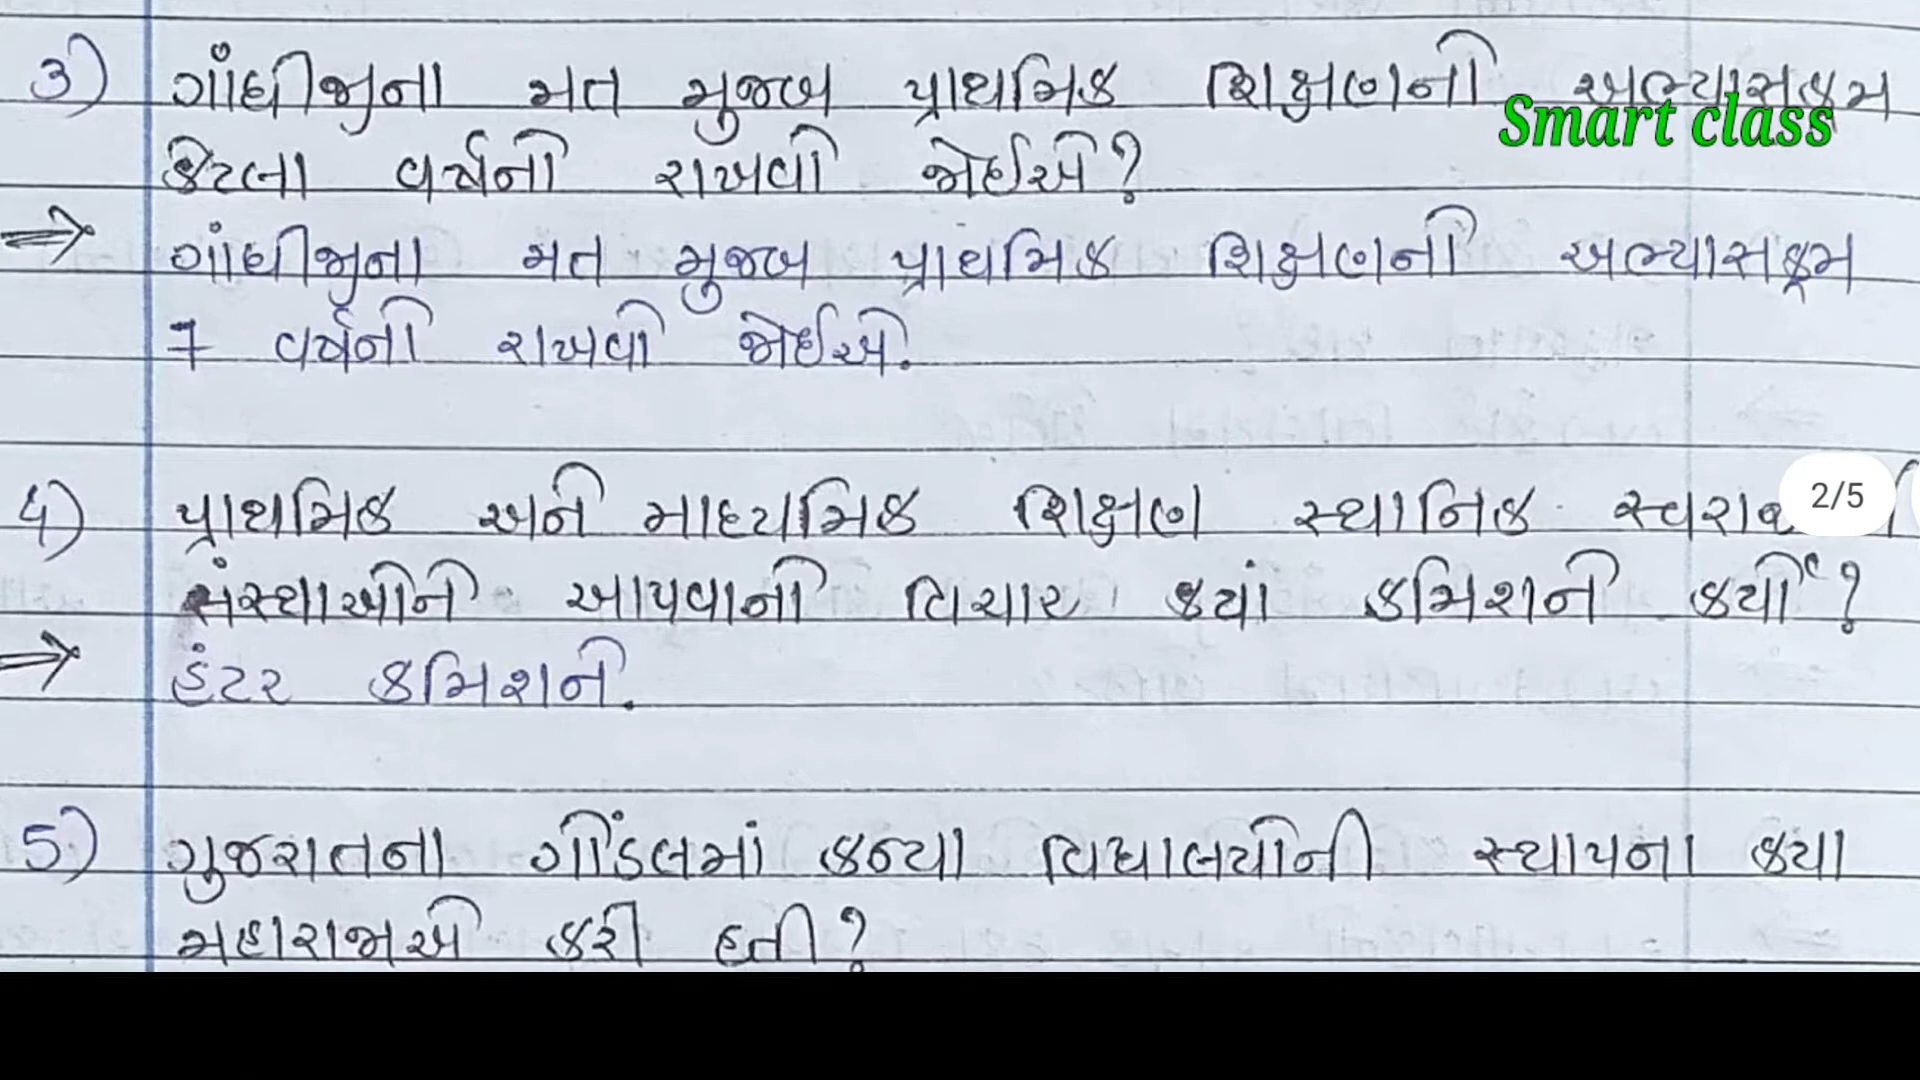 3) ગાંધીજીના મત મુજબ પ્રાથમિક શિક્ષણનો અભ્યાસક્રમ
Smart class
કેટલા વર્ષનો રાખવો જોઈએ?
⇒ ગાંધીજીના મત મુજબ પ્રાથમિક શિક્ષણનો અભ્યાસક્રમ
7 વર્ષનો રાખવો જોઈએ.
4) પ્રાથમિક અને માધ્યમિક શિક્ષણ સ્થાનિક
2/5
સંસ્થાઓને આપવાનો વિચાર ક્યાં કમિશને કર્યો?
⇒ હંટર કમિશને.
5) ગુજરાતના ગોંડલમાં કન્યા વિદ્યાલયોની સ્થાપના ક્યા
મહારાજાએ કરી હતી?